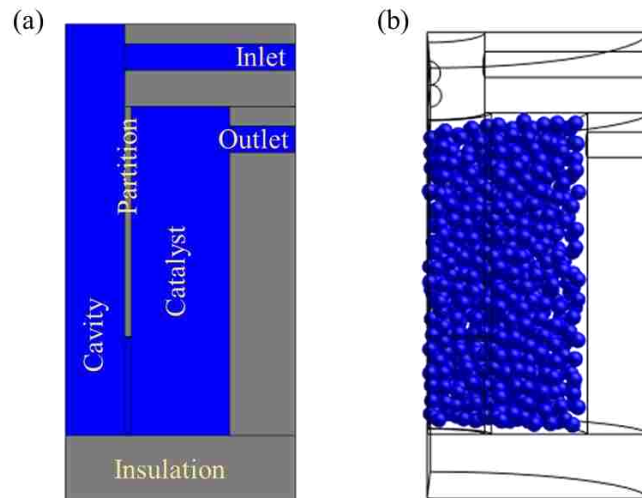 (a)
Inlet
Outlet
Partition
Catalyst
Cavity
Insulation
(b)